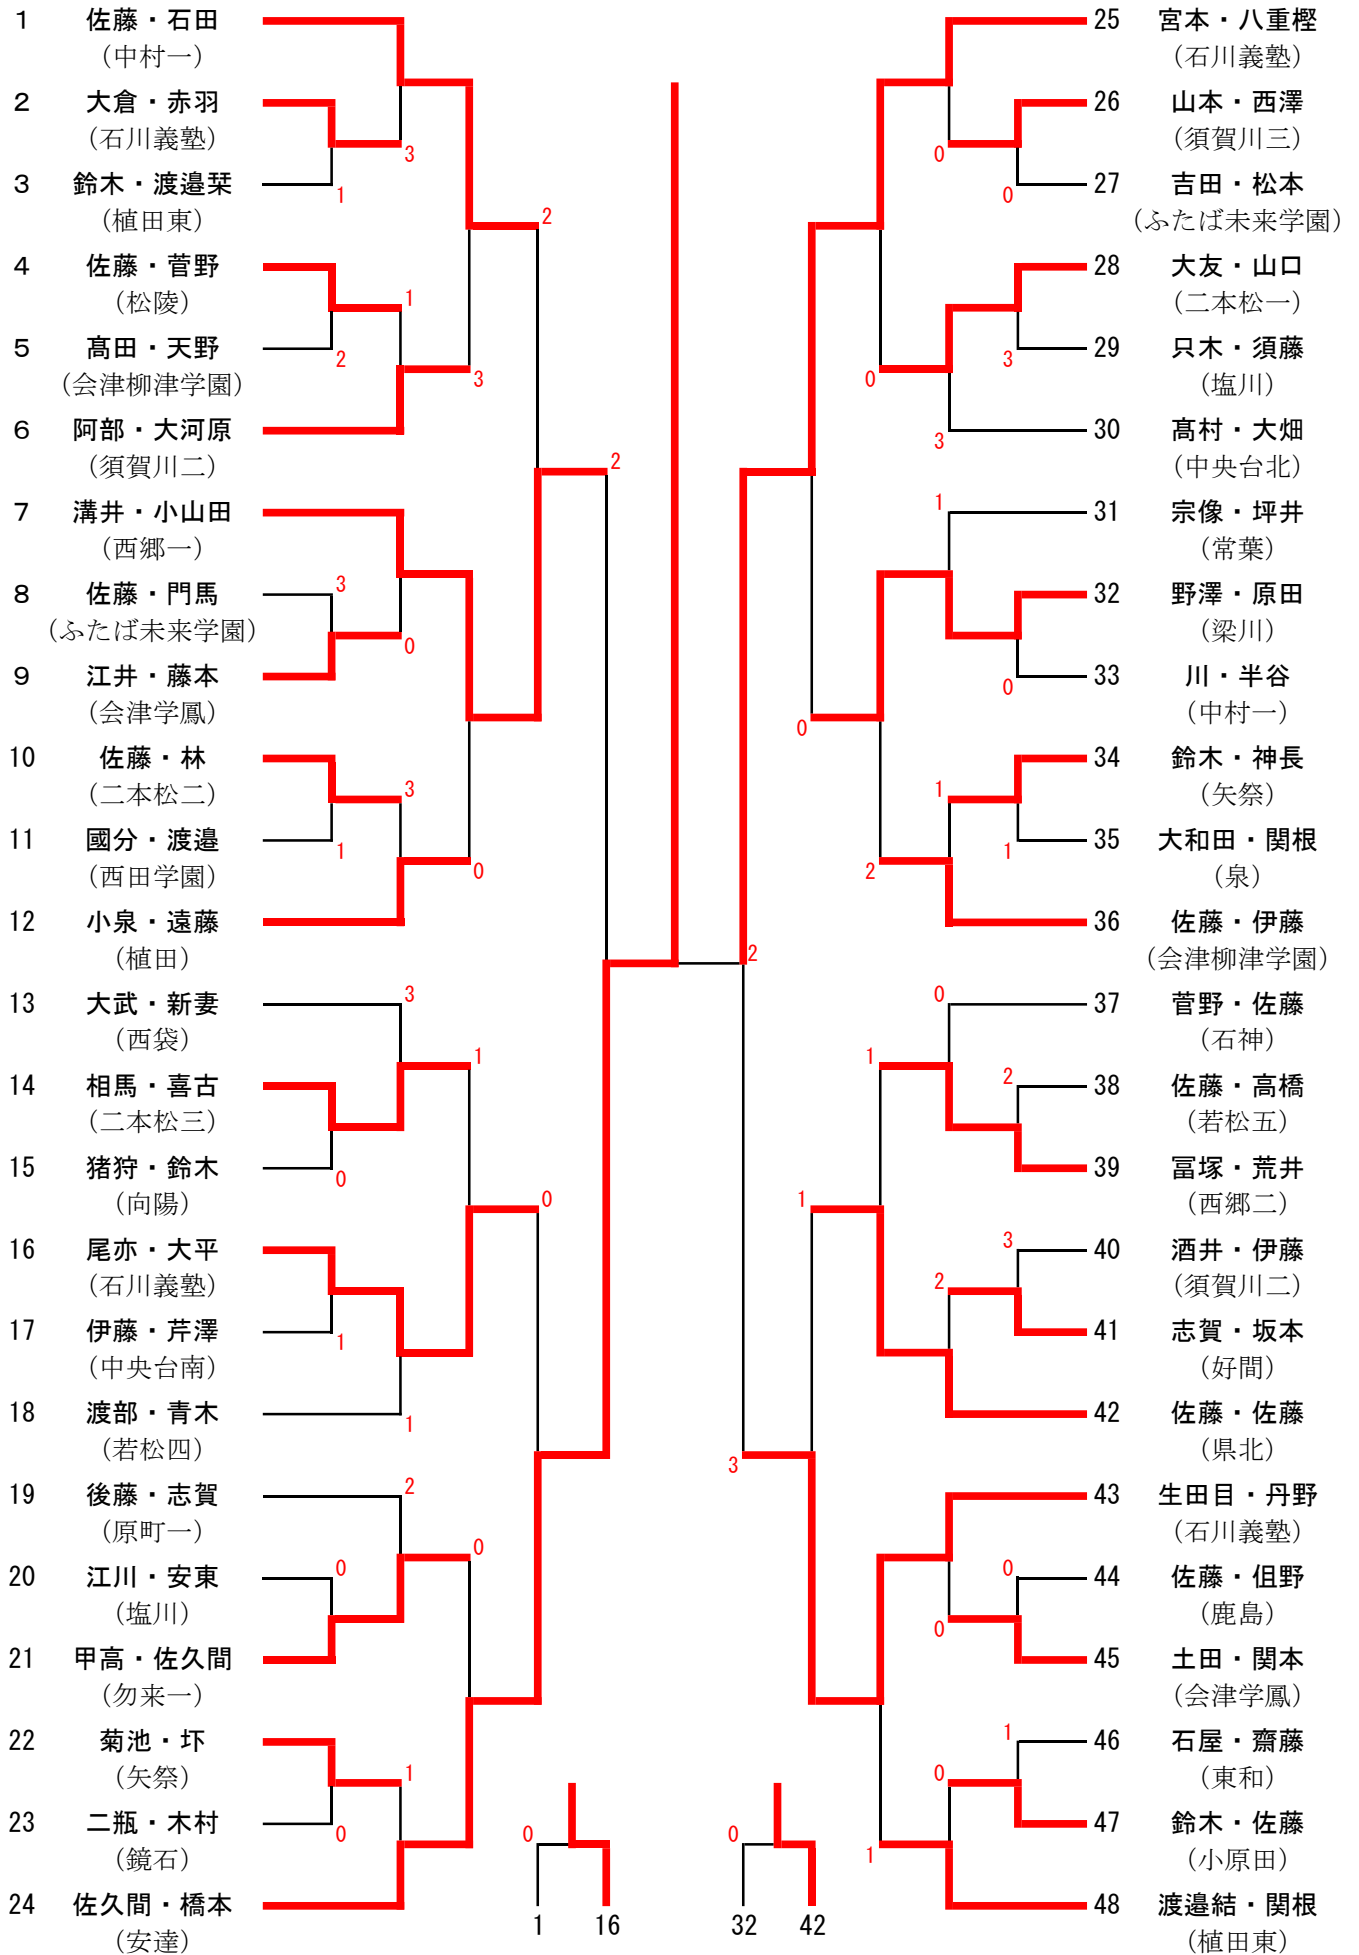 1 佐藤・石田
(中村一)
2 大倉・赤羽
(石川義塾)
3
3 鈴木・渡邉栞
1
(植田東)
2
4 佐藤・菅野
(松陵)
1
5 髙田・天野
2
(会津柳津学園)
3
6 阿部・大河原
(須賀川二)
2
7 溝井・小山田
(西郷一)
8 佐藤・門馬
3
(ふたば未来学園)
0
9 江井・藤本
(会津学鳳)
10 佐藤・林
(二本松二)
3
11 國分・渡邉
1
(西田学園)
0
12 小泉・遠藤
(植田)
13 大武・新妻
3
(西袋)
1
14 相馬・喜古
(二本松三)
15 猪狩・鈴木
0
(向陽)
0
16 尾亦・大平
(石川義塾)
17 伊藤・芹澤
1
(中央台南)
18 渡部・青木
1
(若松四)
19 後藤・志賀
2
(原町一)
0
20 江川・安東
0
(塩川)
21 甲高・佐久間
(勿来一)
22 菊池・圷
(矢祭)
1
23 二瓶・木村
0
(鏡石)
24 佐久間・橋本
(安達)
0
1 16
0
32 42
25 宮本・八重樫
(石川義塾)
26 山本・西澤
(須賀川三)
0
27 吉田・松本
0
(ふたば未来学園)
28 大友・山口
(二本松一)
29 只木・須藤
3
(塩川)
0
30 髙村・大畑
3
(中央台北)
31 宗像・坪井
1
(常葉)
32 野澤・原田
(梁川)
33 川・半谷
0
(中村一)
0
34 鈴木・神長
(矢祭)
1
35 大和田・関根
1
(泉)
2
36 佐藤・伊藤
(会津柳津学園)
2
37 菅野・佐藤
0
(石神)
1
38 佐藤・高橋
2
(若松五)
39 冨塚・荒井
(西郷二)
1
40 酒井・伊藤
3
(須賀川二)
2
41 志賀・坂本
(好間)
42 佐藤・佐藤
(県北)
3
43 生田目・丹野
(石川義塾)
44 佐藤・伹野
0
(鹿島)
0
45 土田・関本
(会津学鳳)
46 石屋・齋藤
1
(東和)
0
47 鈴木・佐藤
(小原田)
1
48 渡邉結・関根
(植田東)